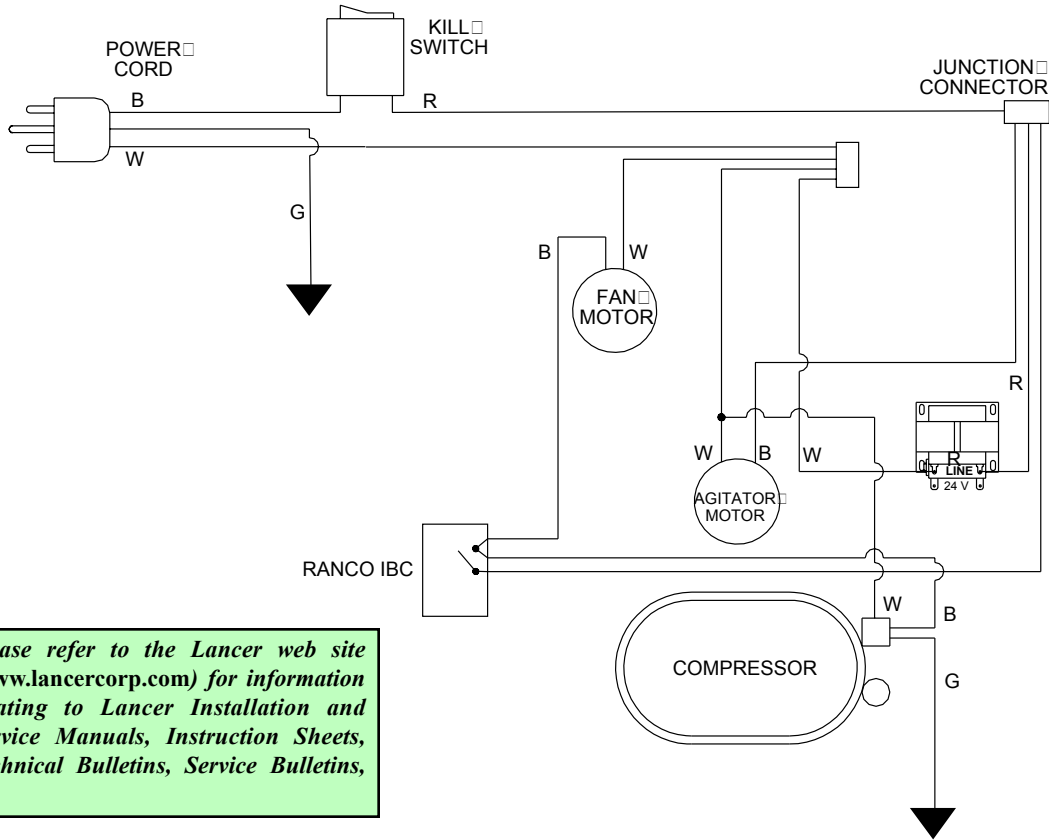 KILL
SWITCH
POWER
CORD
JUNCTION
CONNECTOR
B
R
W
G
B
W
FAN
MOTOR
R
W
B
W
R
LINE
24 V
AGITATOR
MOTOR
RANCO IBC
W
B
COMPRESSOR
G
ase refer to the Lancer web site
ww.lancercorp.com) for information
ating to Lancer Installation and
vice Manuals, Instruction Sheets,
chnical Bulletins, Service Bulletins,